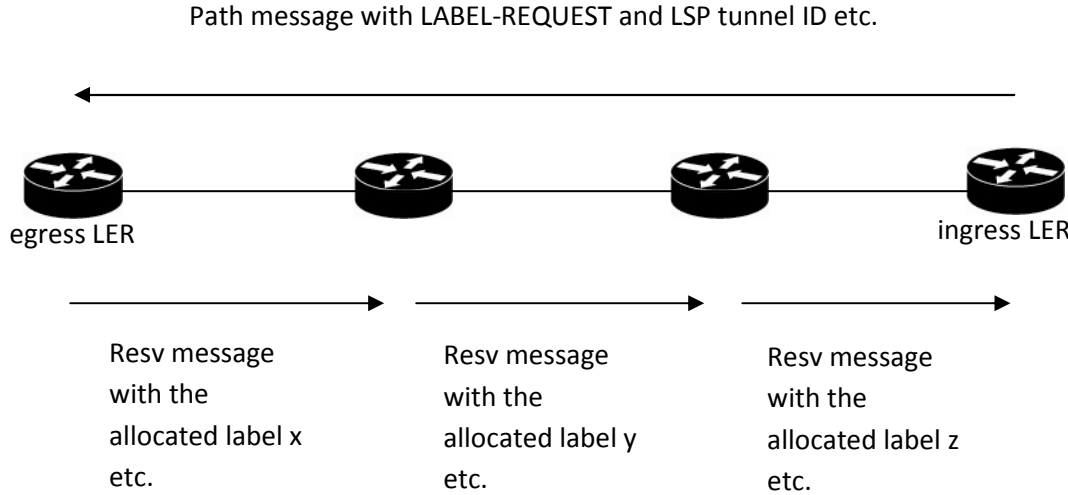 Path message with LABEL-REQUEST and LSP tunnel ID etc.
egress LER
ingress LER
Resv message
with the
allocated label x
etc.
Resv message
with the
allocated label y
etc.
Resv message
with the
allocated label z
etc.